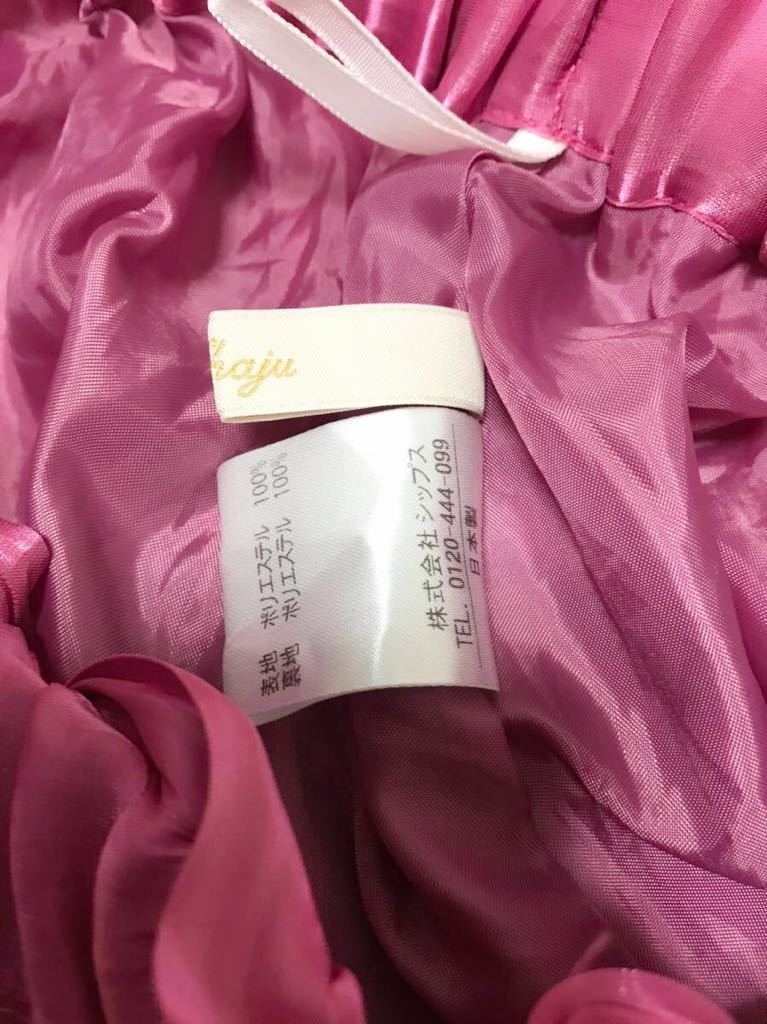 haju
表地 ポリエステル 100%
裏地 ポリエステル 100%
株式会社シップス
TEL. 0120-444-099
日本製